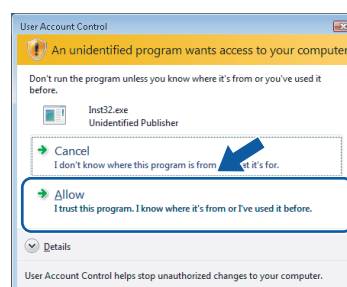 User Account Control
An unidentified program wants access to your computer
Don't run the program unless you know where it's from or you've used it
before.
Inst32.exe
Unidentified Publisher
Cancel
I don't know where this program is from at it's for.
Allow
I trust this program. I know where it's from or I've used it before.
Details
User Account Control helps stop unauthorized changes to your computer.